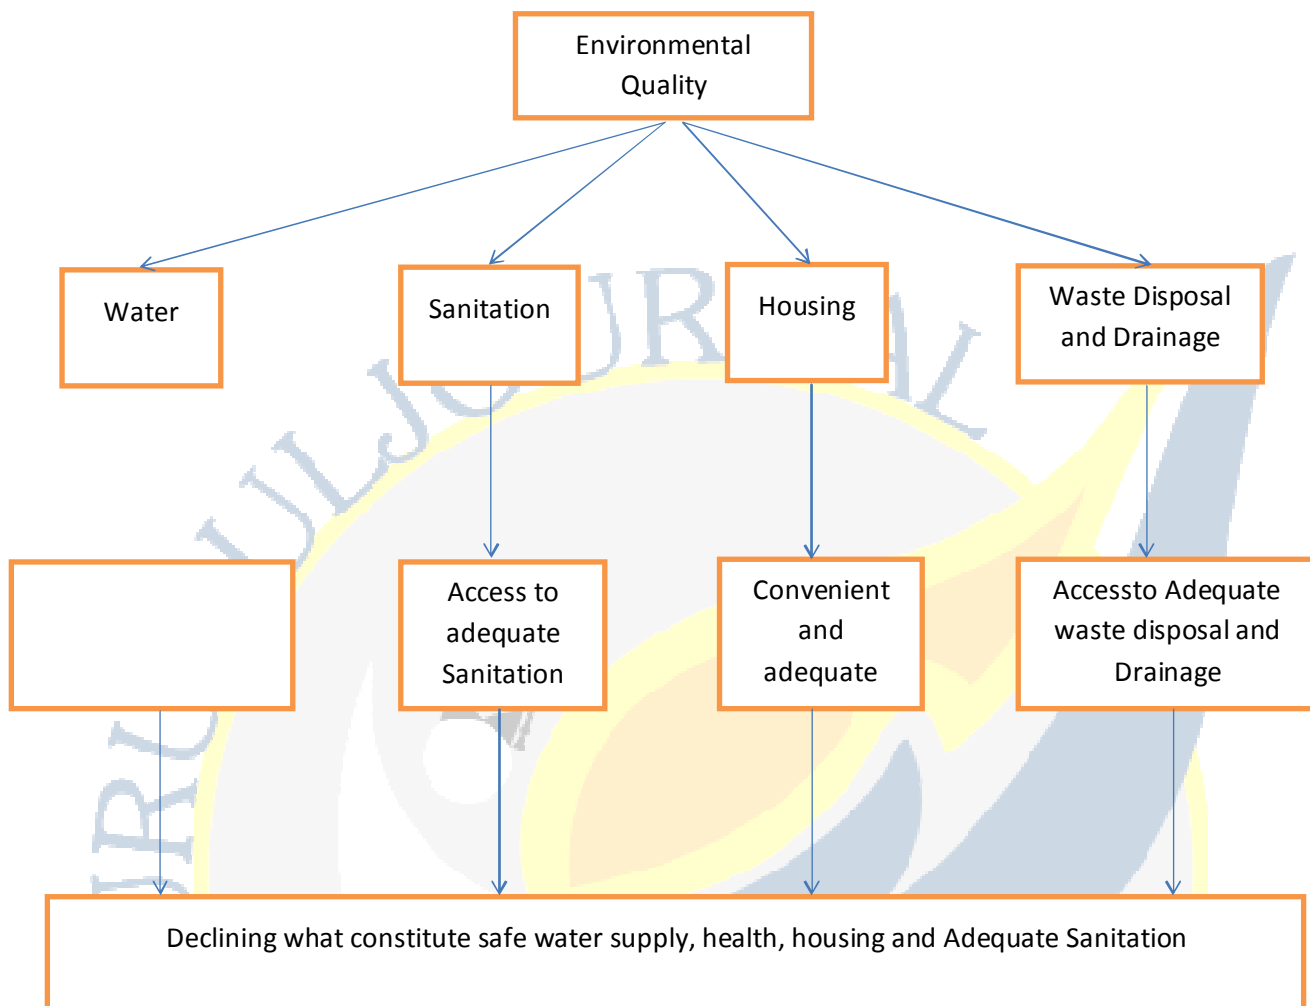 Environmental
Quality
Water
Sanitation
Housing
Waste Disposal
and Drainage
Access to
adequate
Sanitation
Convenient
and
adequate
Accessto Adequate
waste disposal and
Drainage
Declining what constitute safe water supply, health, housing and Adequate Sanitation